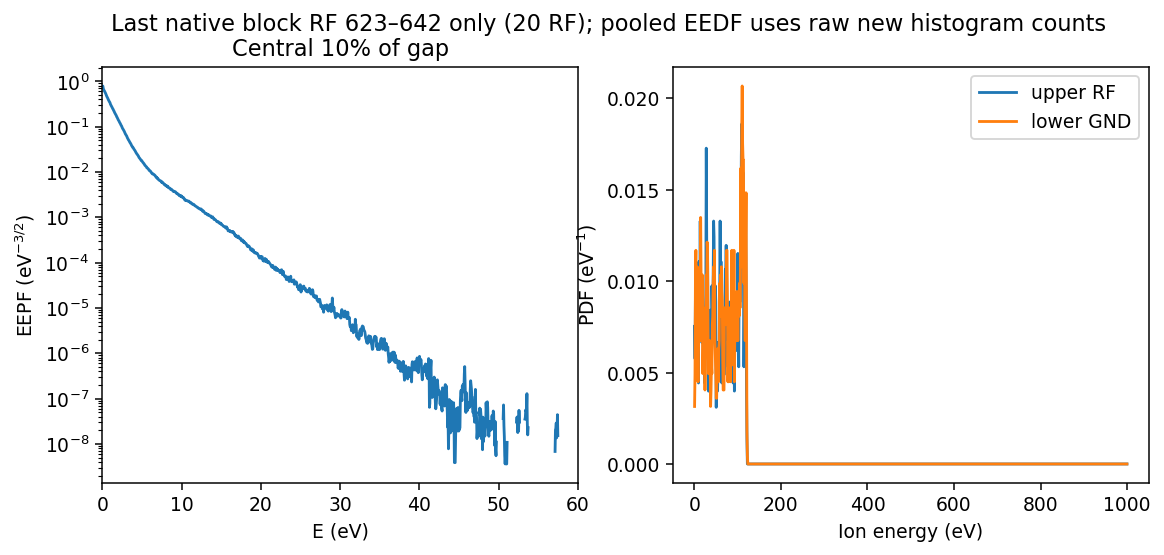 Last native block RF 623–642 only (20 RF); pooled EEDF uses raw new histogram counts
Central 10% of gap
EEPF (eV⁻³ᐟ²)
10⁰
10⁻¹
10⁻²
10⁻³
10⁻⁴
10⁻⁵
10⁻⁶
10⁻⁷
10⁻⁸
0 10 20 30 40 50 60
E (eV)
PDF (eV⁻¹)
0.020
0.015
0.010
0.005
0.000
upper RF
lower GND
0 200 400 600 800 1000
Ion energy (eV)